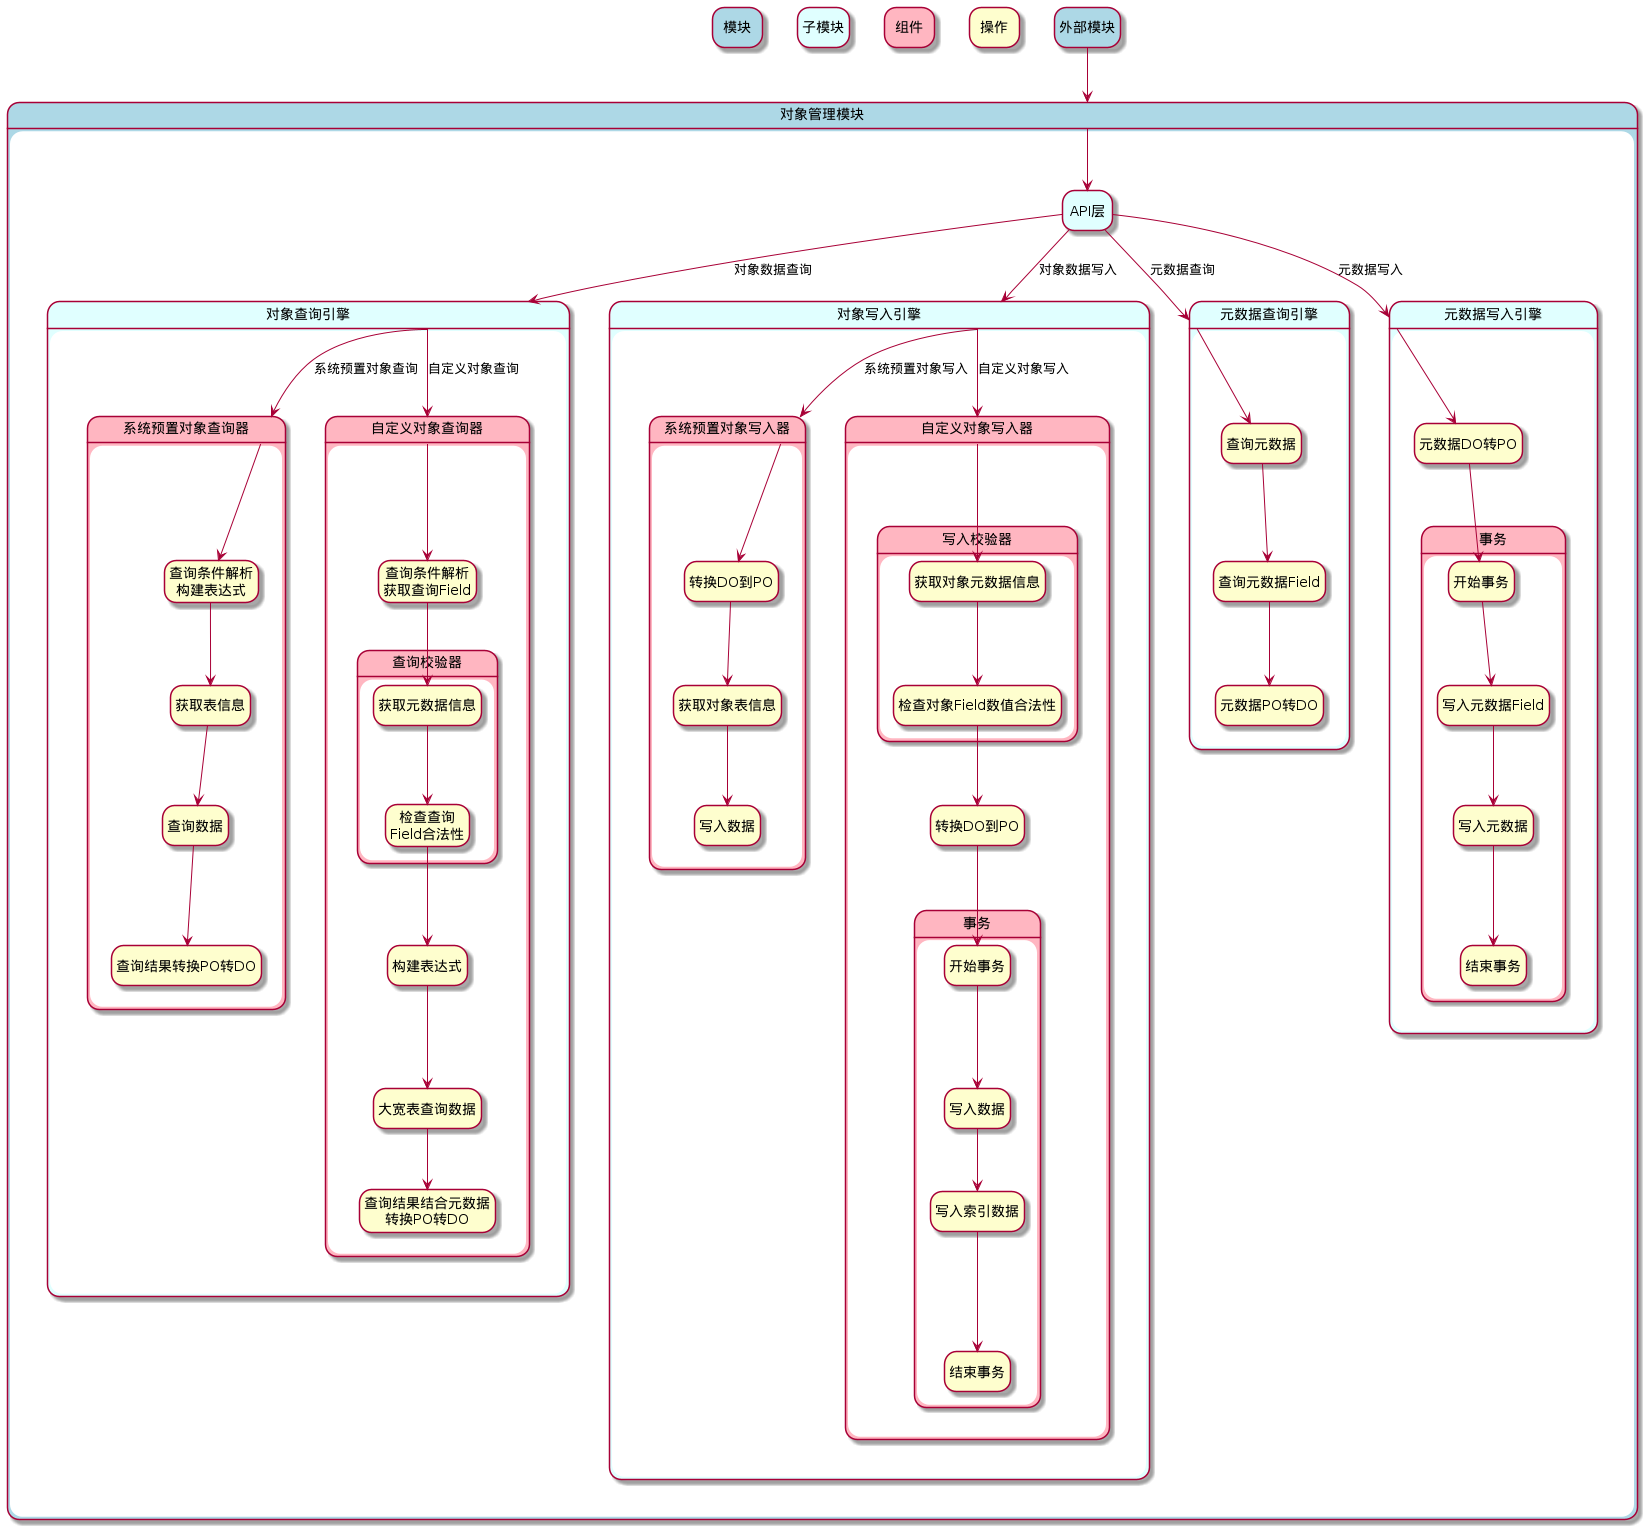 模块
子模块
组件
操作
外部模块
对象管理模块
API层
对象数据查询
对象数据写入
元数据查询
元数据写入
对象查询引擎
系统预置对象查询
自定义对象查询
系统预置对象查询器
查询条件解析
构建表达式
获取表信息
查询数据
查询结果转换PO转DO
自定义对象查询器
查询条件解析
获取查询Field
查询校验器
获取元数据信息
检查查询
Field合法性
构建表达式
大宽表查询数据
查询结果结合元数据
转换PO转DO
对象写入引擎
系统预置对象写入
自定义对象写入
系统预置对象写入器
转换DO到PO
获取对象表信息
写入数据
自定义对象写入器
写入校验器
获取对象元数据信息
检查对象Field数值合法性
转换DO到PO
事务
开始事务
写入数据
写入索引数据
结束事务
元数据查询引擎
查询元数据
查询元数据Field
元数据PO转DO
元数据写入引擎
元数据DO转PO
事务
开始事务
写入元数据Field
写入元数据
结束事务